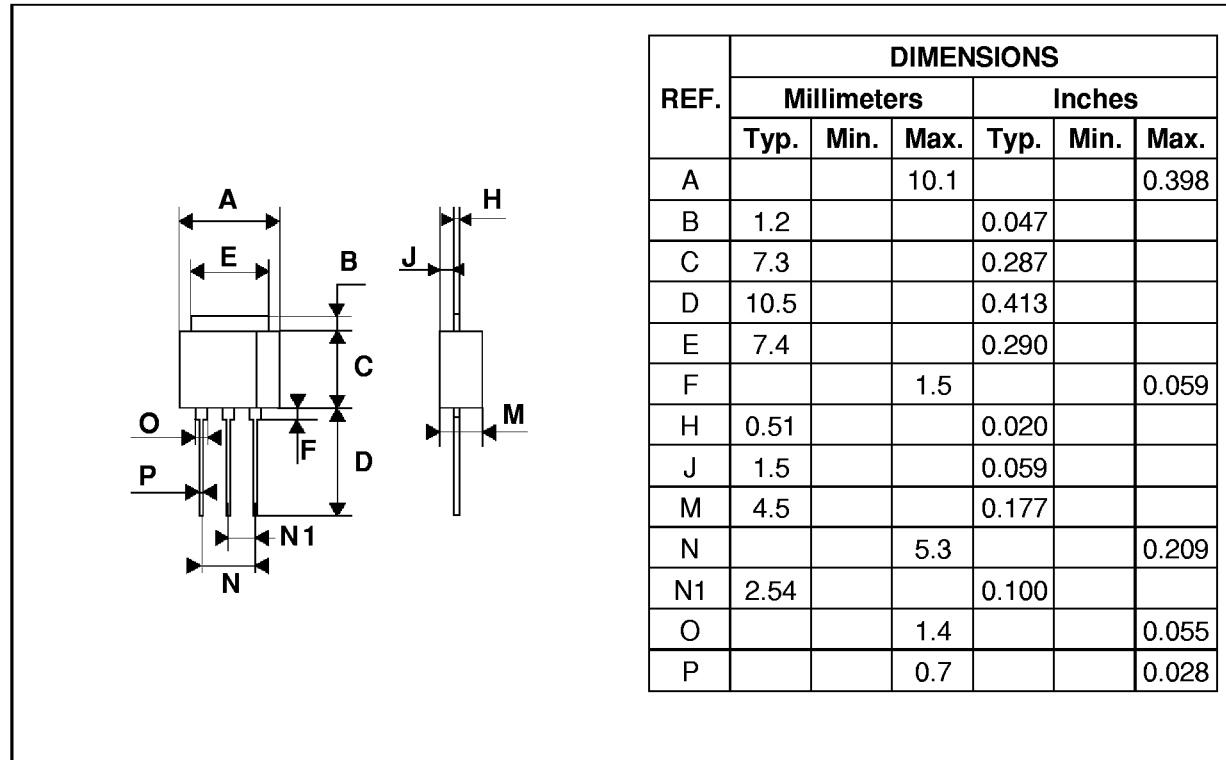 A
H
E
B
J
C
O
M
F
D
P
N1
N
DIMENSIONS
REF. Millimeters Inches
Typ. Min. Max. Typ. Min. Max.
A 10.1 0.398
B 1.2 0.047
C 7.3 0.287
D 10.5 0.413
E 7.4 0.290
F 1.5 0.059
H 0.51 0.020
J 1.5 0.059
M 4.5 0.177
N 5.3 0.209
N1 2.54 0.100
O 1.4 0.055
P 0.7 0.028